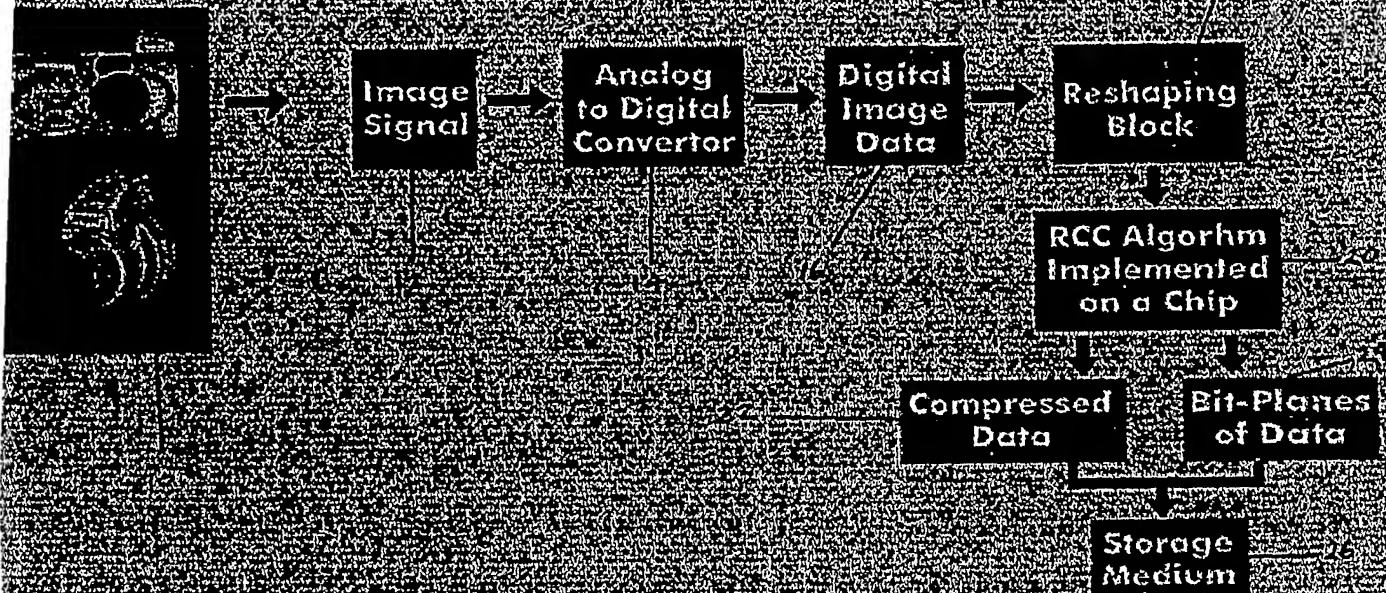 Image
Signal
Analog
to Digital
Convertor
Digital
Image
Data
Reshaping
Block
RCC Algorhm
Implemented
on a Chip
Compressed
Data
Bit-Planes
of Data
Storage
Medium